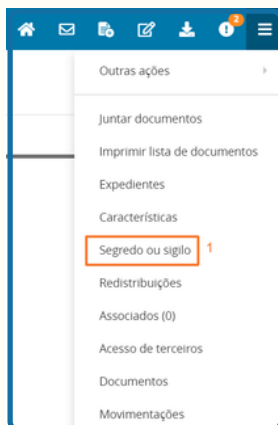 2
Outras ações
Juntar documentos
Imprimir lista de documentos
Expedientes
Características
Segredo ou sigilo 1
Redistribuições
Associados (0)
Acesso de terceiros
Documentos
Movimentações